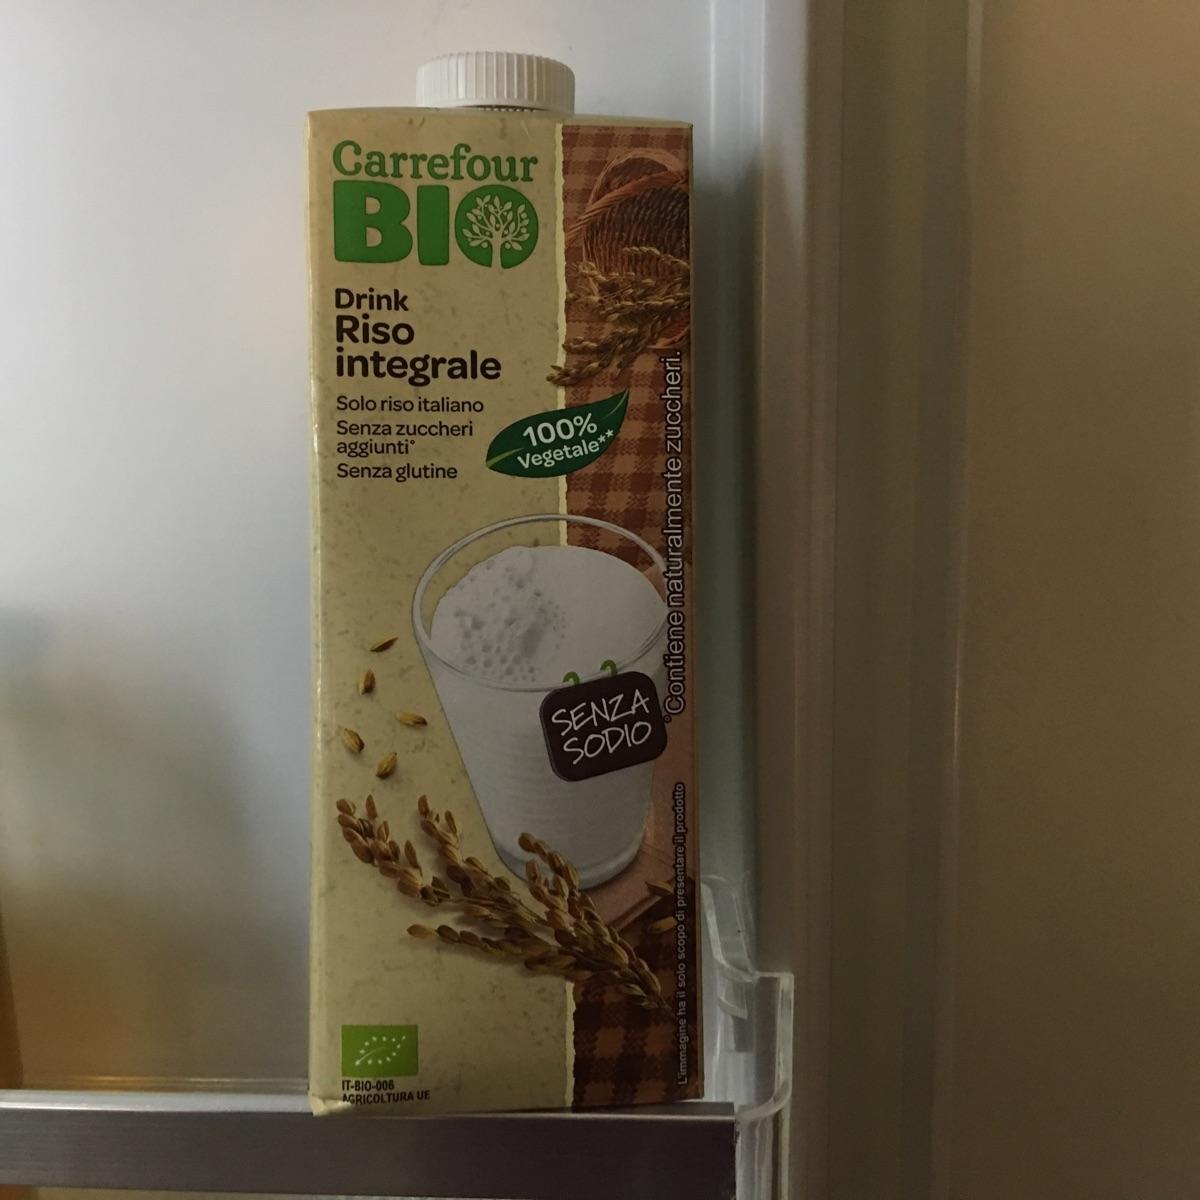 Carrefour
BIO
Drink
Riso
integrale
Solo riso italiano
Senza zuccheri
aggiunti°
Senza glutine
100%
Vegetale**
°Contiene naturalmente zuccheri.
SENZA
SODIO
L'immagine ha il solo scopo di presentare il prodotto
IT-BIO-006
AGRICOLTURA UE